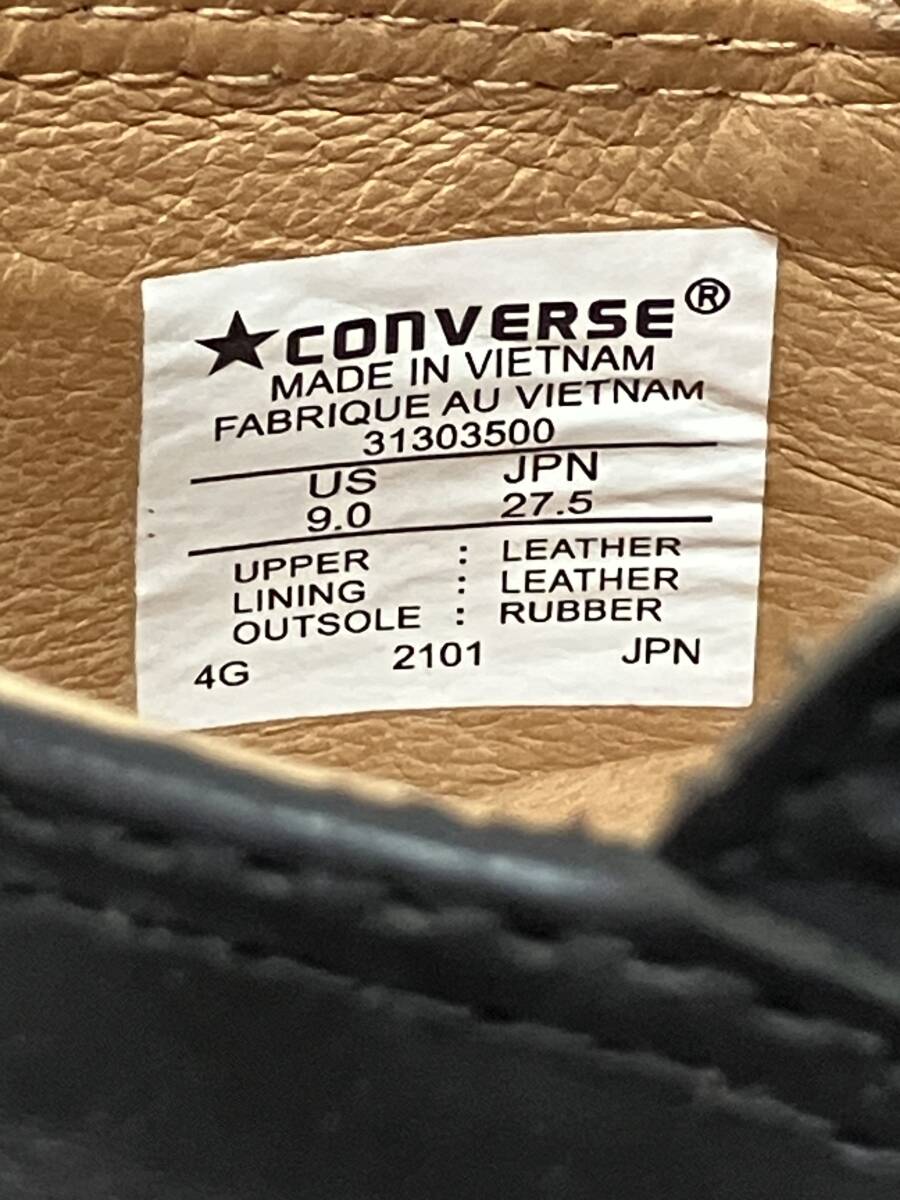 ★CONVERSE®
MADE IN VIETNAM
FABRIQUE AU VIETNAM
31303500
US JPN
9.0 27.5
UPPER : LEATHER
LINING : LEATHER
OUTSOLE : RUBBER
4G 2101 JPN